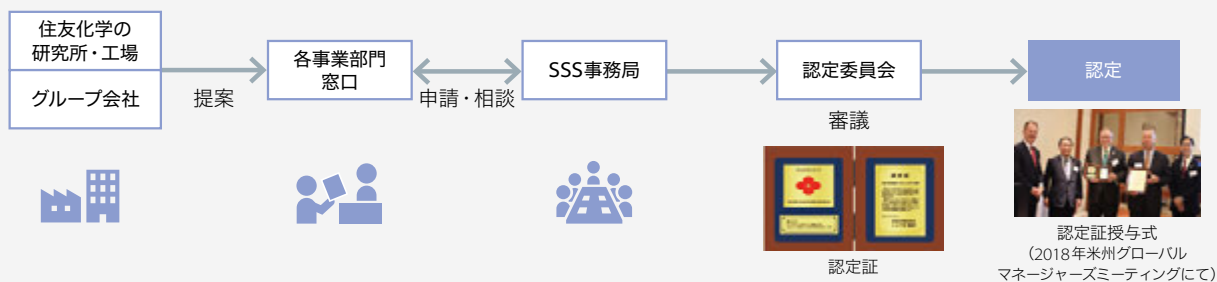 住友化学の
研究所・工場
グループ会社
提案
各事業部門
窓口
申請・相談
SSS事務局
認定委員会
審議
認定
認定証
認定証授与式
（2018年米州グローバル
マネージャーズミーティングにて）